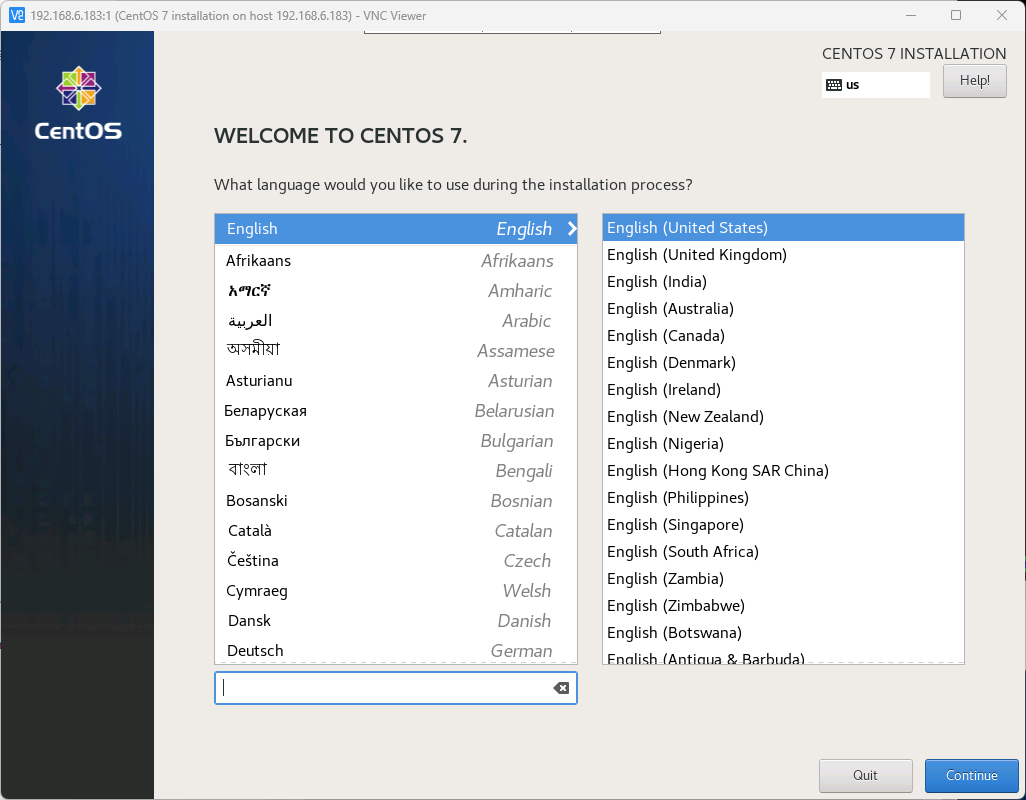 192.168.6.183:1 (CentOS 7 installation on host 192.168.6.183) - VNC Viewer
CentOS
CENTOS 7 INSTALLATION
us
Help!
WELCOME TO CENTOS 7.
What language would you like to use during the installation process?
English English
Afrikaans Afrikaans
አማርኛ Amharic
العربية Arabic
অসমীয়া Assamese
Asturianu Asturian
Беларуская Belarusian
Български Bulgarian
বাংলা Bengali
Bosanski Bosnian
Català Catalan
Čeština Czech
Cymraeg Welsh
Dansk Danish
Deutsch German
English (United States)
English (United Kingdom)
English (India)
English (Australia)
English (Canada)
English (Denmark)
English (Ireland)
English (New Zealand)
English (Nigeria)
English (Hong Kong SAR China)
English (Philippines)
English (Singapore)
English (South Africa)
English (Zambia)
English (Zimbabwe)
English (Botswana)
English (Antigua & Barbuda)
Quit
Continue